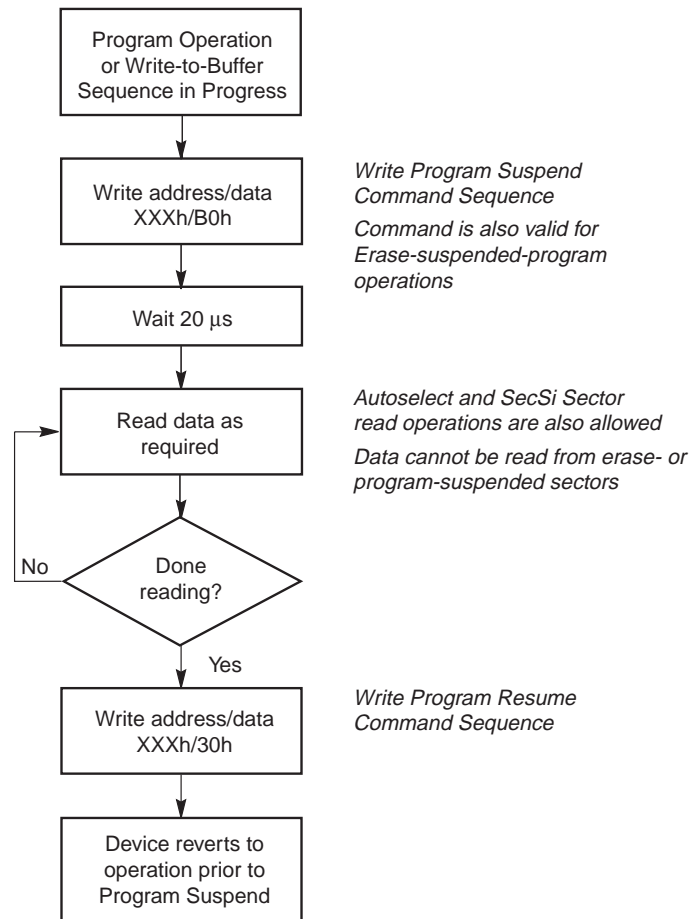 Program Operation
or Write-to-Buffer
Sequence in Progress
Write address/data
XXXh/B0h
Write Program Suspend
Command Sequence
Command is also valid for
Erase-suspended-program
operations
Wait 20 μs
Read data as
required
Autoselect and SecSi Sector
read operations are also allowed
Data cannot be read from erase- or
program-suspended sectors
No
Done
reading?
Yes
Write address/data
XXXh/30h
Write Program Resume
Command Sequence
Device reverts to
operation prior to
Program Suspend